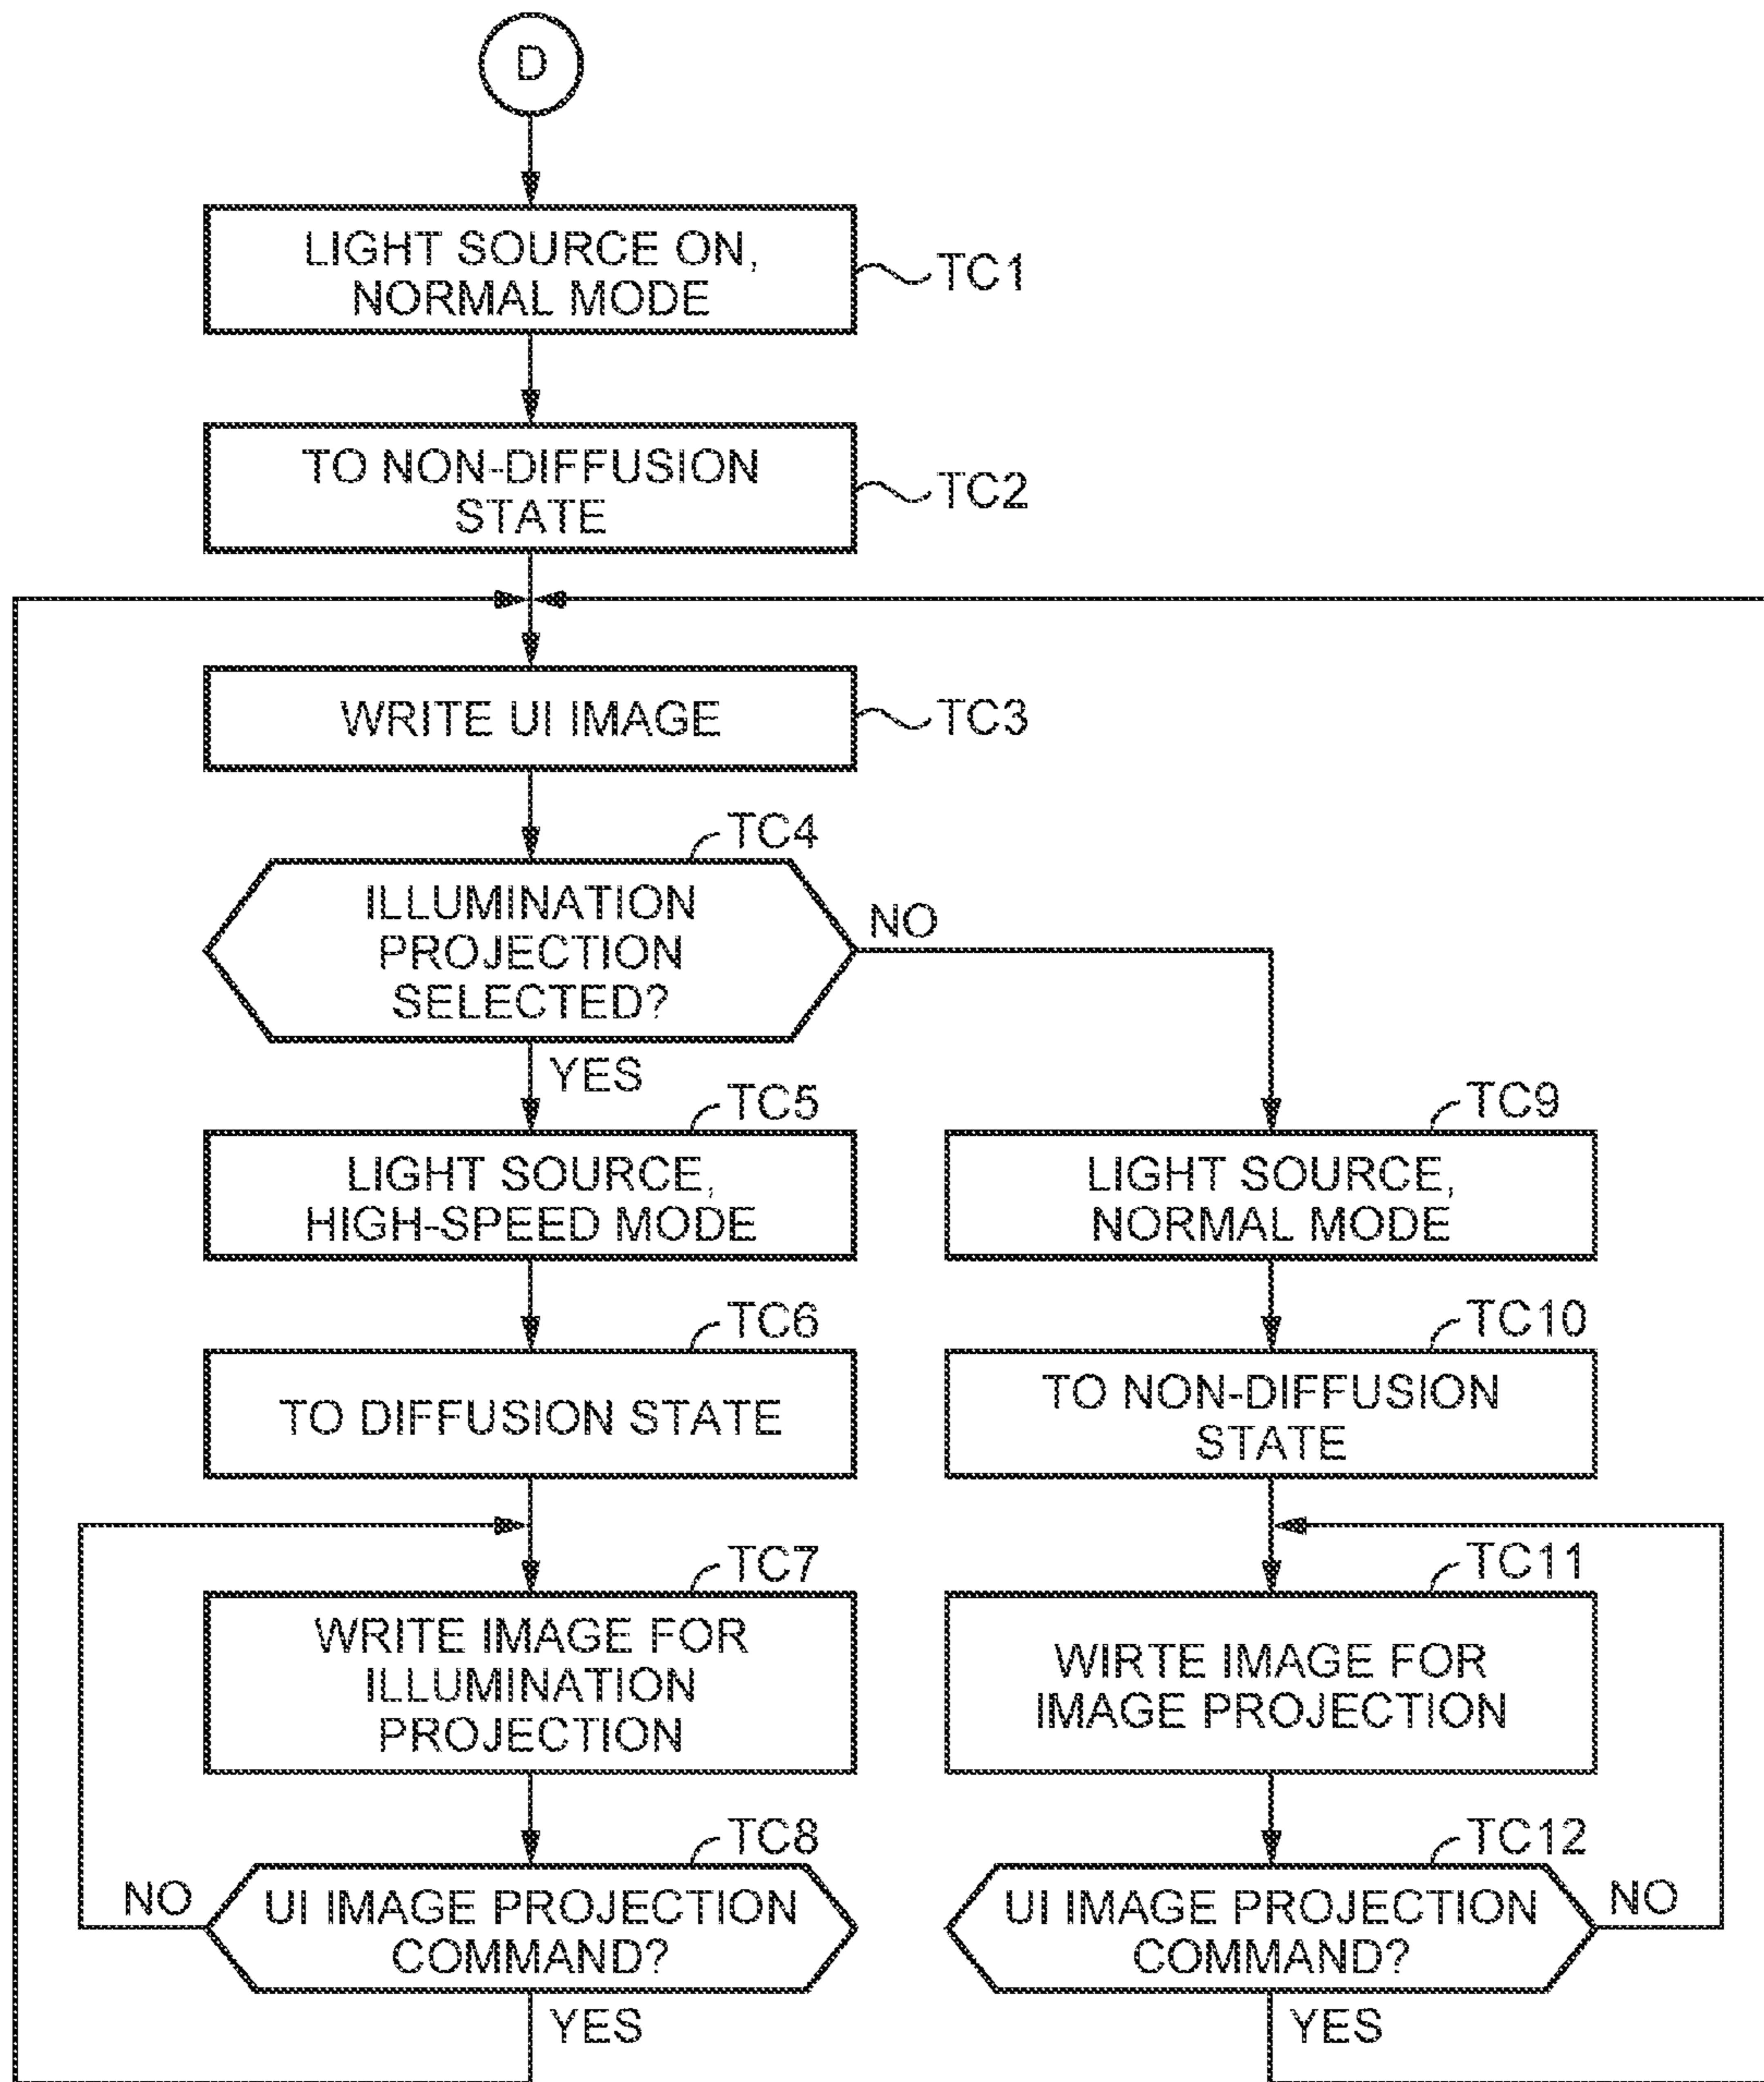 D
LIGHT SOURCE ON,
NORMAL MODE
TC1
TO NON-DIFFUSION
STATE
TC2
WRITE UI IMAGE
TC3
TC4
ILLUMINATION
PROJECTION
SELECTED?
NO
YES
TC5
LIGHT SOURCE,
HIGH-SPEED MODE
TC9
LIGHT SOURCE,
NORMAL MODE
TC6
TO DIFFUSION STATE
TC10
TO NON-DIFFUSION
STATE
TC7
WRITE IMAGE FOR
ILLUMINATION
PROJECTION
TC11
WIRTE IMAGE FOR
IMAGE PROJECTION
TC8
UI IMAGE PROJECTION
COMMAND?
NO
YES
TC12
UI IMAGE PROJECTION
COMMAND?
NO
YES